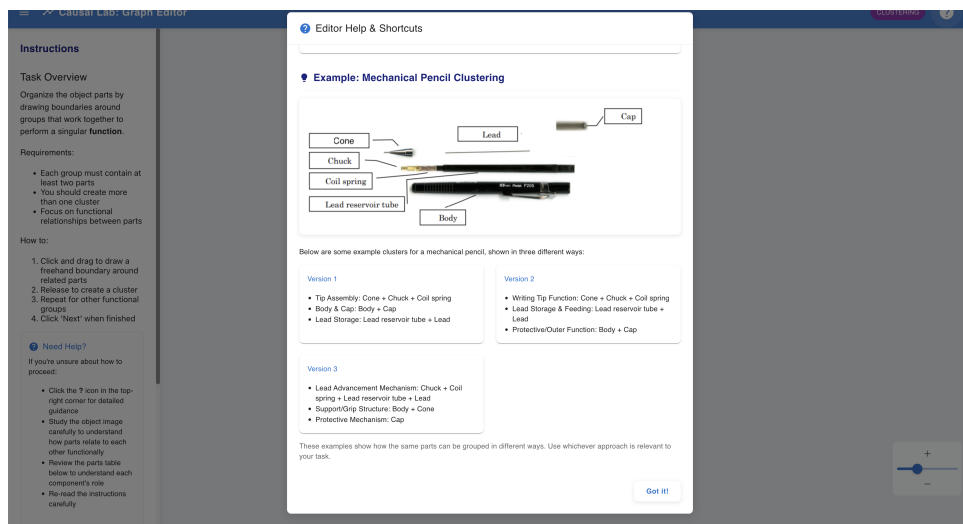 Causal Lab: Graph Editor
CLUSTERING
?
Instructions
Task Overview
Organize the object parts by
drawing boundaries around
groups that work together to
perform a singular function.
Requirements:
Each group must contain at
least two parts
You should create more
than one cluster
Focus on functional
relationships between parts
How to:
1. Click and drag to draw a
freehand boundary around
related parts
2. Release to create a cluster
3. Repeat for other functional
groups
4. Click 'Next' when finished
Need Help?
If you're unsure about how to
proceed:
Click the ? icon in the top-
right corner for detailed
guidance
Study the object image
carefully to understand
how parts relate to each
other functionally
Review the parts table
below to understand each
component's role
Re-read the instructions
carefully
Editor Help & Shortcuts
Example: Mechanical Pencil Clustering
Cap
Lead
Cone
Chuck
Coil spring
Lead reservoir tube
Body
Below are some example clusters for a mechanical pencil, shown in three different ways:
Version 1
Tip Assembly: Cone + Chuck + Coil spring
Body & Cap: Body + Cap
Lead Storage: Lead reservoir tube + Lead
Version 2
Writing Tip Function: Cone + Chuck + Coil spring
Lead Storage & Feeding: Lead reservoir tube +
Lead
Protective/Outer Function: Body + Cap
Version 3
Lead Advancement Mechanism: Chuck + Coil
spring + Lead reservoir tube + Lead
Support/Grip Structure: Body + Cone
Protective Mechanism: Cap
These examples show how the same parts can be grouped in different ways. Use whichever approach is relevant to
your task.
Got it!
+
−